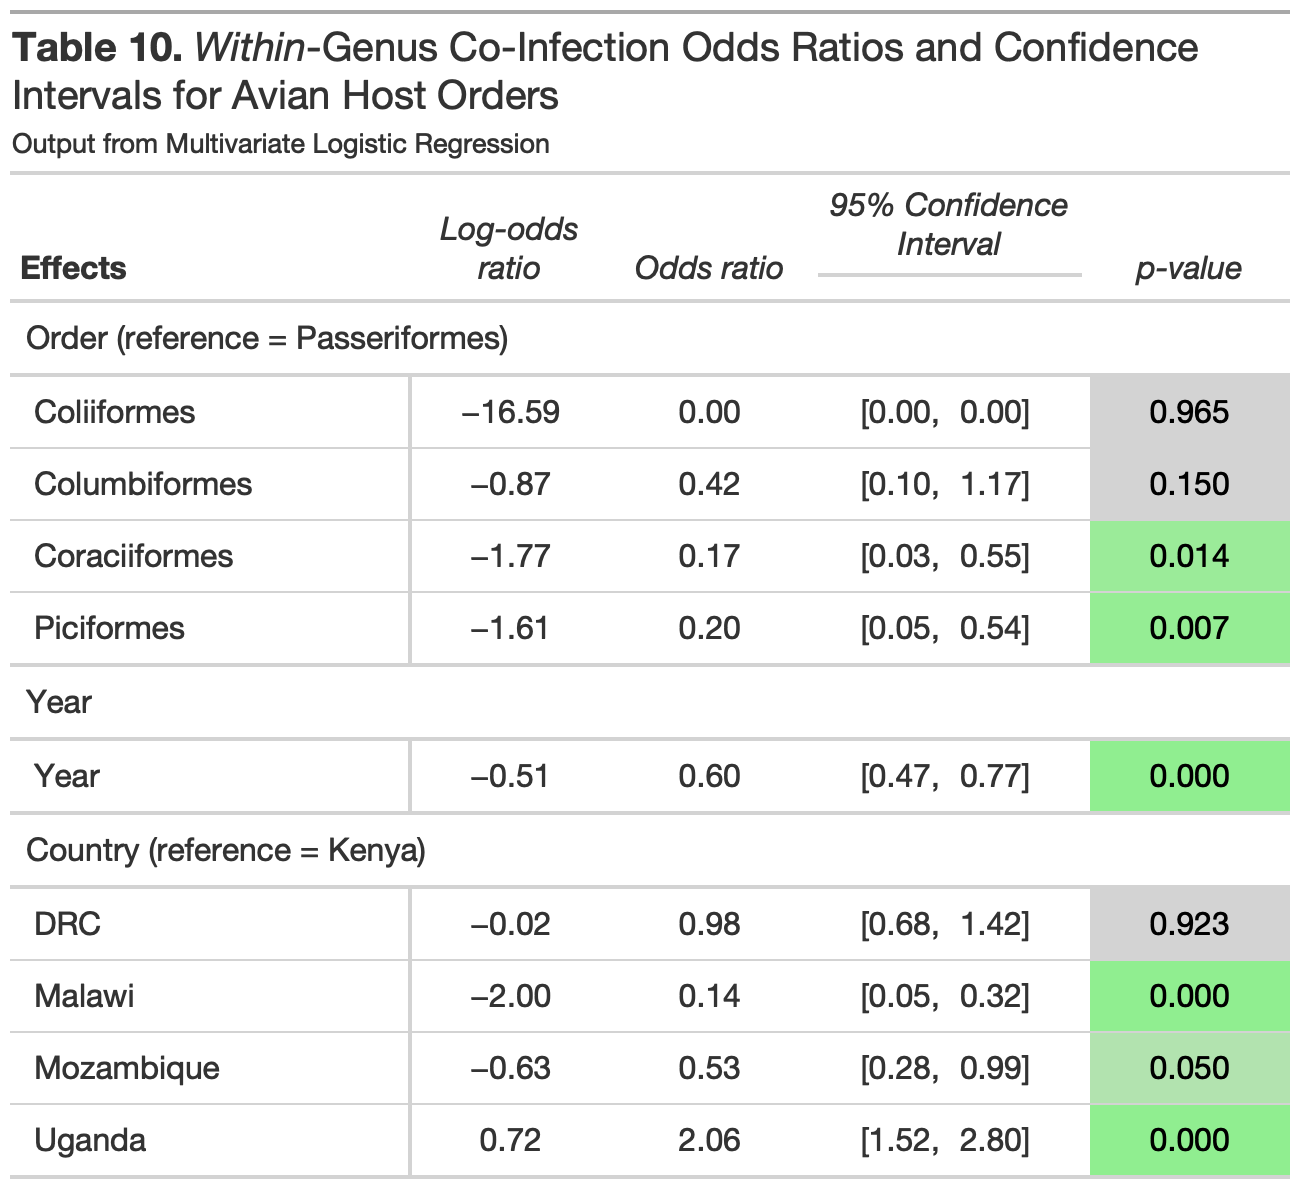 Table 10. Within-Genus Co-Infection Odds Ratios and Confidence
Intervals for Avian Host Orders
Output from Multivariate Logistic Regression
Effects Log-odds ratio Odds ratio 95% Confidence Interval p-value
Order (reference = Passeriformes)
Coliiformes −16.59 0.00 [0.00, 0.00] 0.965
Columbiformes −0.87 0.42 [0.10, 1.17] 0.150
Coraciiformes −1.77 0.17 [0.03, 0.55] 0.014
Piciformes −1.61 0.20 [0.05, 0.54] 0.007
Year
Year −0.51 0.60 [0.47, 0.77] 0.000
Country (reference = Kenya)
DRC −0.02 0.98 [0.68, 1.42] 0.923
Malawi −2.00 0.14 [0.05, 0.32] 0.000
Mozambique −0.63 0.53 [0.28, 0.99] 0.050
Uganda 0.72 2.06 [1.52, 2.80] 0.000